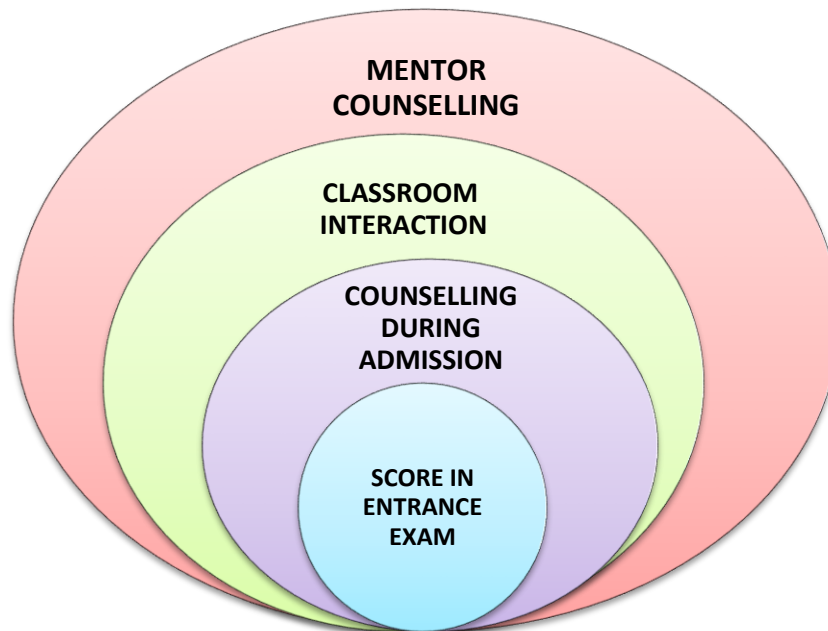 MENTOR
COUNSELLING
CLASSROOM
INTERACTION
COUNSELLING
DURING
ADMISSION
SCORE IN
ENTRANCE
EXAM